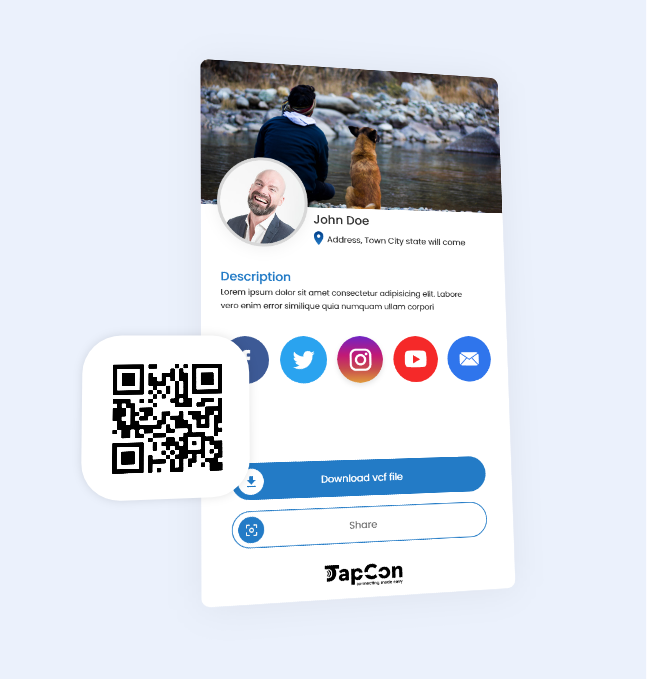 John Doe
Address, Town City state will come
Description
Lorem ipsum dolor sit amet consectetur adipisicing elit. Labore
vero enim error similique quia numquam ullam corpori
Download vcf file
Share
TapCon
connecting made easy